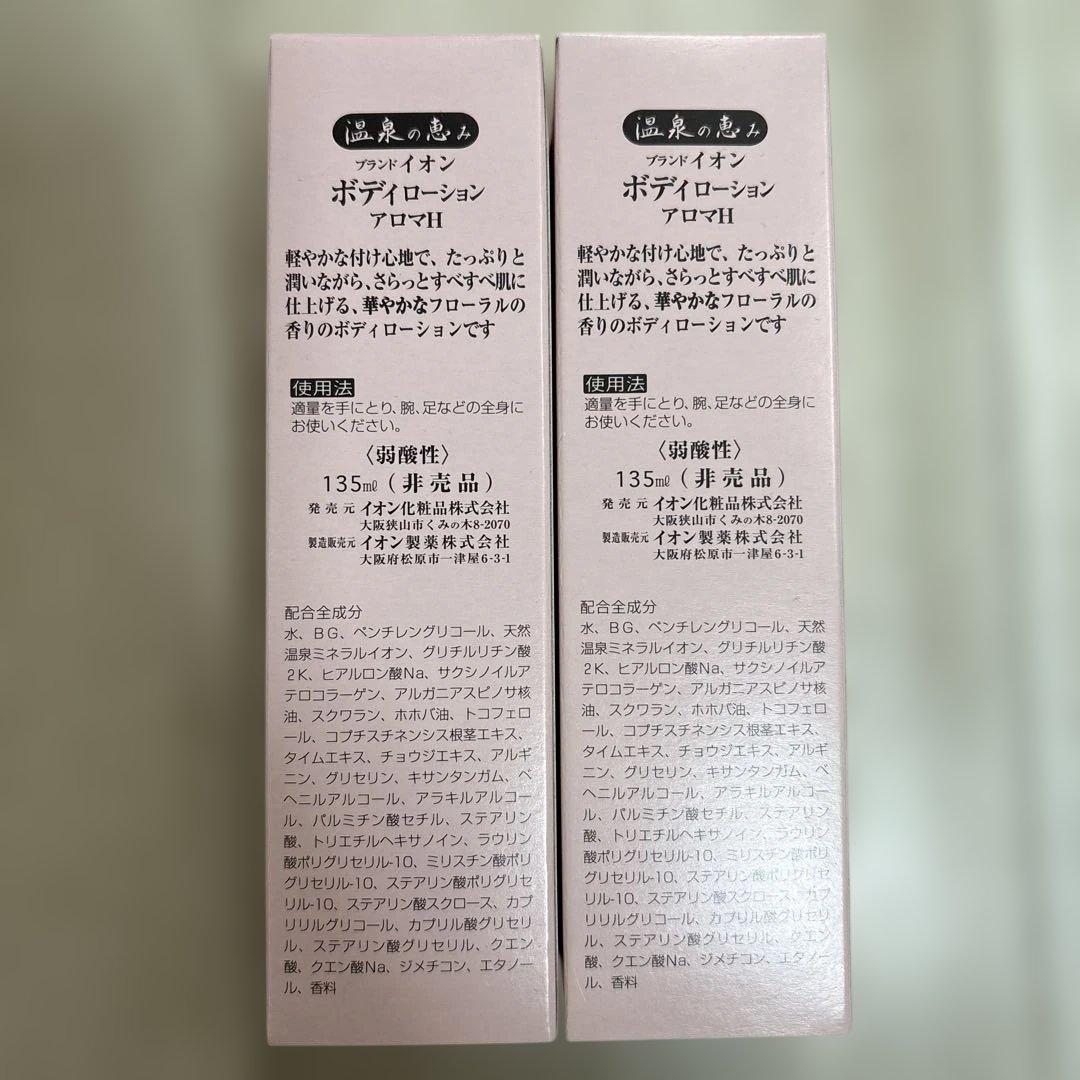 温泉の恵み
ブランドイオン
ボディローション
アロマH
軽やかな付け心地で、たっぷりと
潤いながら、さらっとすべすべ肌に
仕上げる、華やかなフローラルの
香りのボディローションです
使用法
適量を手にとり、腕、足などの全身に
お使いください。
〈弱酸性〉
135㎖(非売品)
発売元 イオン化粧品株式会社
大阪狭山市くみの木8-2070
製造販売元 イオン製薬株式会社
大阪府松原市一津屋6-3-1
配合全成分
水、BG、ペンチレングリコール、天然
温泉ミネラルイオン、グリチルリチン酸
2K、ヒアルロン酸Na、サクシノイルア
テロコラーゲン、アルガニアスピノサ核
油、スクワラン、ホホバ油、トコフェロ
ール、コプチスチネンシス根茎エキス、
タイムエキス、チョウジエキス、アルギ
ニン、グリセリン、キサンタンガム、ベ
ヘニルアルコール、アラキルアルコー
ル、パルミチン酸セチル、ステアリン
酸、トリエチルヘキサノイン、ラウリン
酸ポリグリセリル-10、ミリスチン酸ポリ
グリセリル-10、ステアリン酸ポリグリセ
リル-10、ステアリン酸スクロース、カプ
リリルグリコール、カプリル酸グリセリ
ル、ステアリン酸グリセリル、クエン
酸、クエン酸Na、ジメチコン、エタノー
ル、香料
温泉の恵み
ブランドイオン
ボディローション
アロマH
軽やかな付け心地で、たっぷりと
潤いながら、さらっとすべすべ肌に
仕上げる、華やかなフローラルの
香りのボディローションです
使用法
適量を手にとり、腕、足などの全身に
お使いください。
〈弱酸性〉
135㎖(非売品)
発売元 イオン化粧品株式会社
大阪狭山市くみの木8-2070
製造販売元 イオン製薬株式会社
大阪府松原市一津屋6-3-1
配合全成分
水、BG、ペンチレングリコール、天然
温泉ミネラルイオン、グリチルリチン酸
2K、ヒアルロン酸Na、サクシノイルア
テロコラーゲン、アルガニアスピノサ核
油、スクワラン、ホホバ油、トコフェロ
ール、コプチスチネンシス根茎エキス、
タイムエキス、チョウジエキス、アルギ
ニン、グリセリン、キサンタンガム、ベ
ヘニルアルコール、アラキルアルコー
ル、パルミチン酸セチル、ステアリン
酸、トリエチルヘキサノイン、ラウリン
酸ポリグリセリル-10、ミリスチン酸ポリ
グリセリル-10、ステアリン酸ポリグリセ
リル-10、ステアリン酸スクロース、カプ
リリルグリコール、カプリル酸グリセリ
ル、ステアリン酸グリセリル、クエン
酸、クエン酸Na、ジメチコン、エタノー
ル、香料